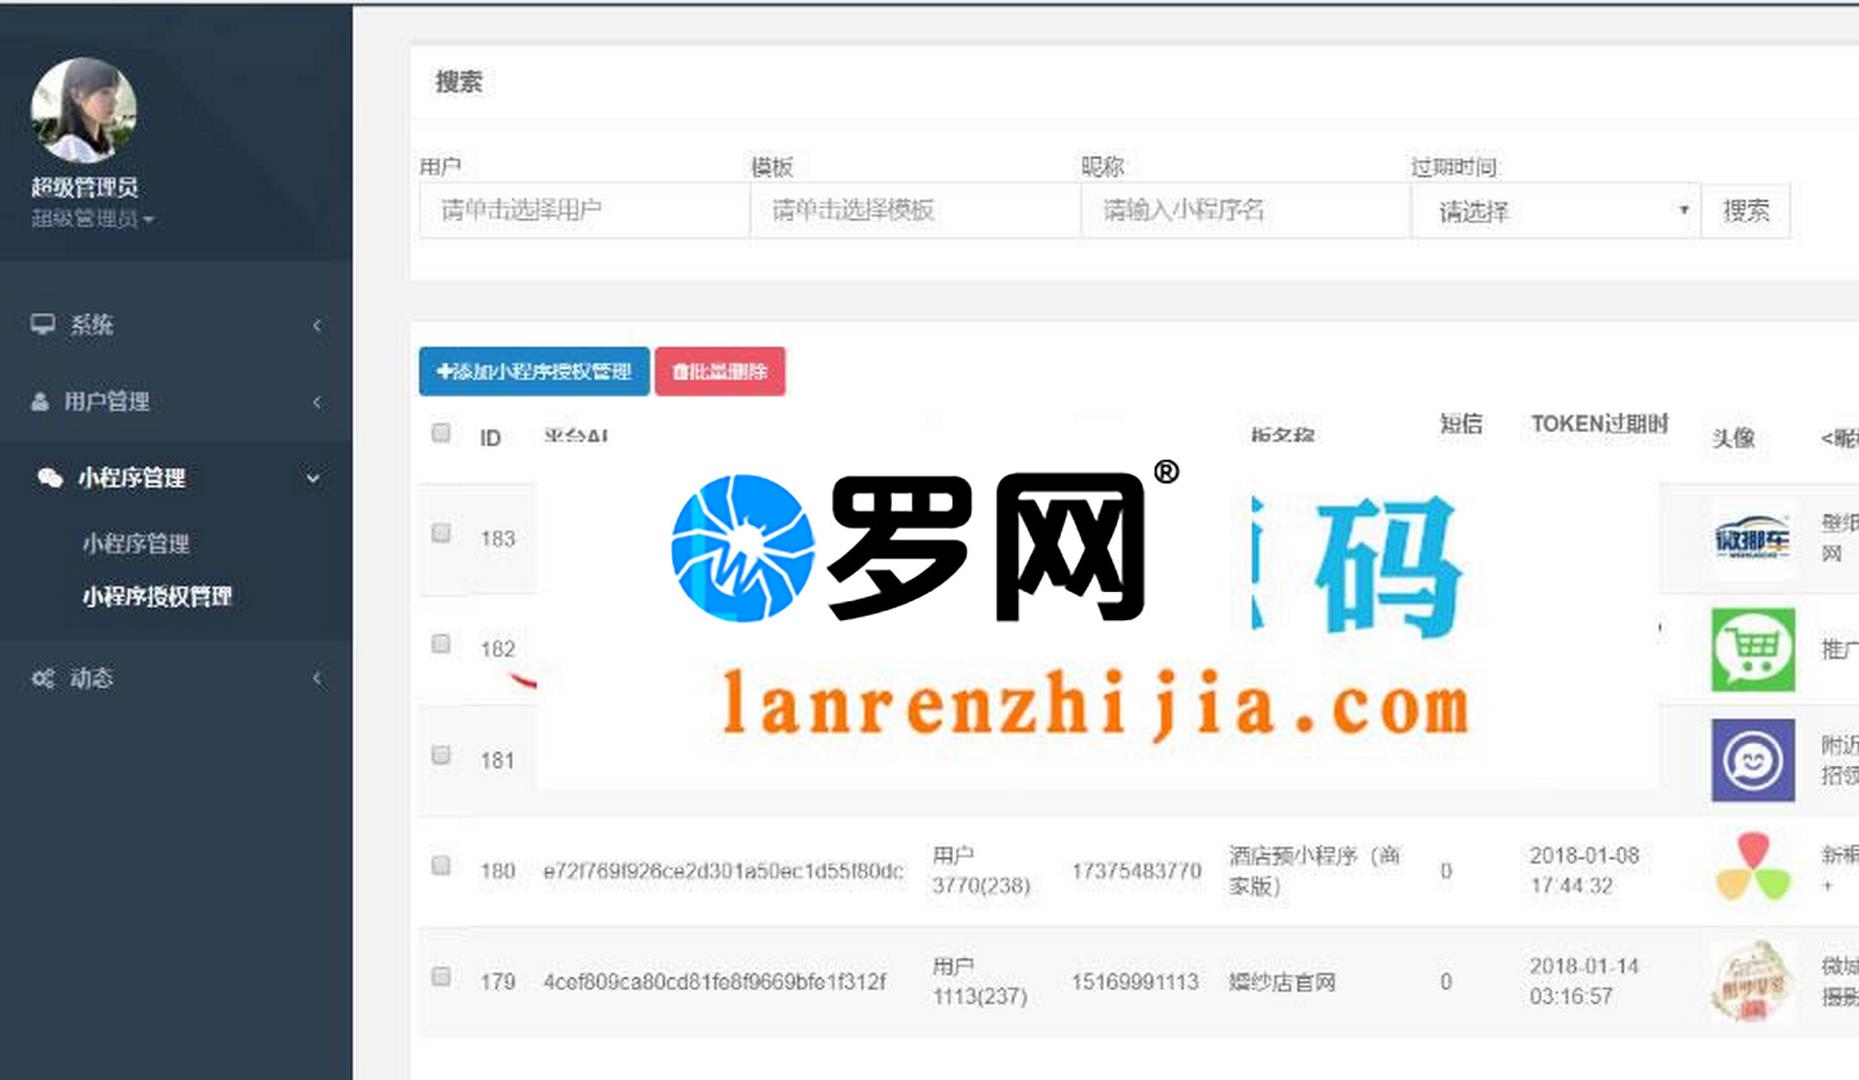 搜索
用户 模板 昵称 过期时间
请单击选择用户 请单击选择模板 请输入小程序名 请选择 搜索
超级管理员
超级管理员
系统
用户管理
小程序管理
小程序管理
小程序授权管理
动态
添加小程序授权管理 批量删除
ID 平台AI 板名称 短信 TOKEN过期时 头像 <昵
183 微挪车 壁纸
网
182 推广
181 附近
招领
罗网®
码
lanrenzhijia.com
180 e72f769f926ce2d301a50ec1d55f80dc 用户
3770(238) 17375483770 酒店预小程序（商
家版） 0 2018-01-08
17:44:32
+
179 4cef809ca80cd81fe8f9669bfe1f312f 用户
1113(237) 15169991113 婚纱店官网 0 2018-01-14
03:16:57 微城
摄影